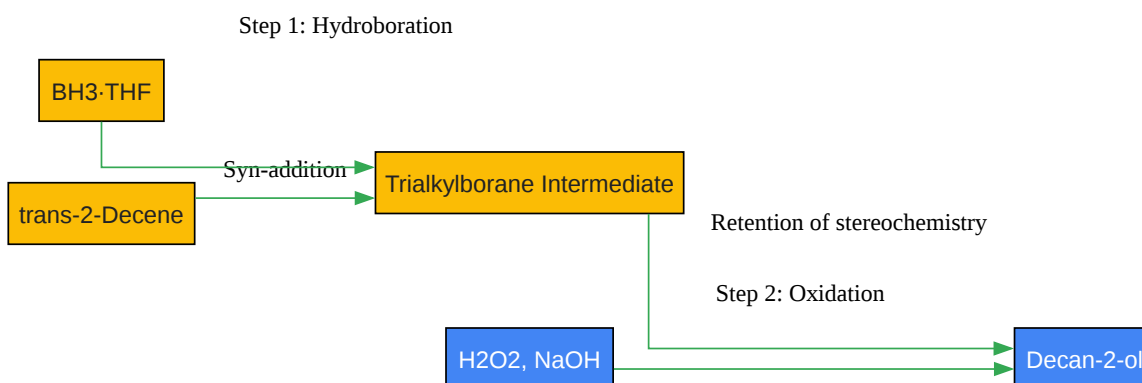 Step 1: Hydroboration
BH3·THF
Syn-addition
trans-2-Decene
Trialkylborane Intermediate
Retention of stereochemistry
Step 2: Oxidation
H2O2, NaOH
Decan-2-ol